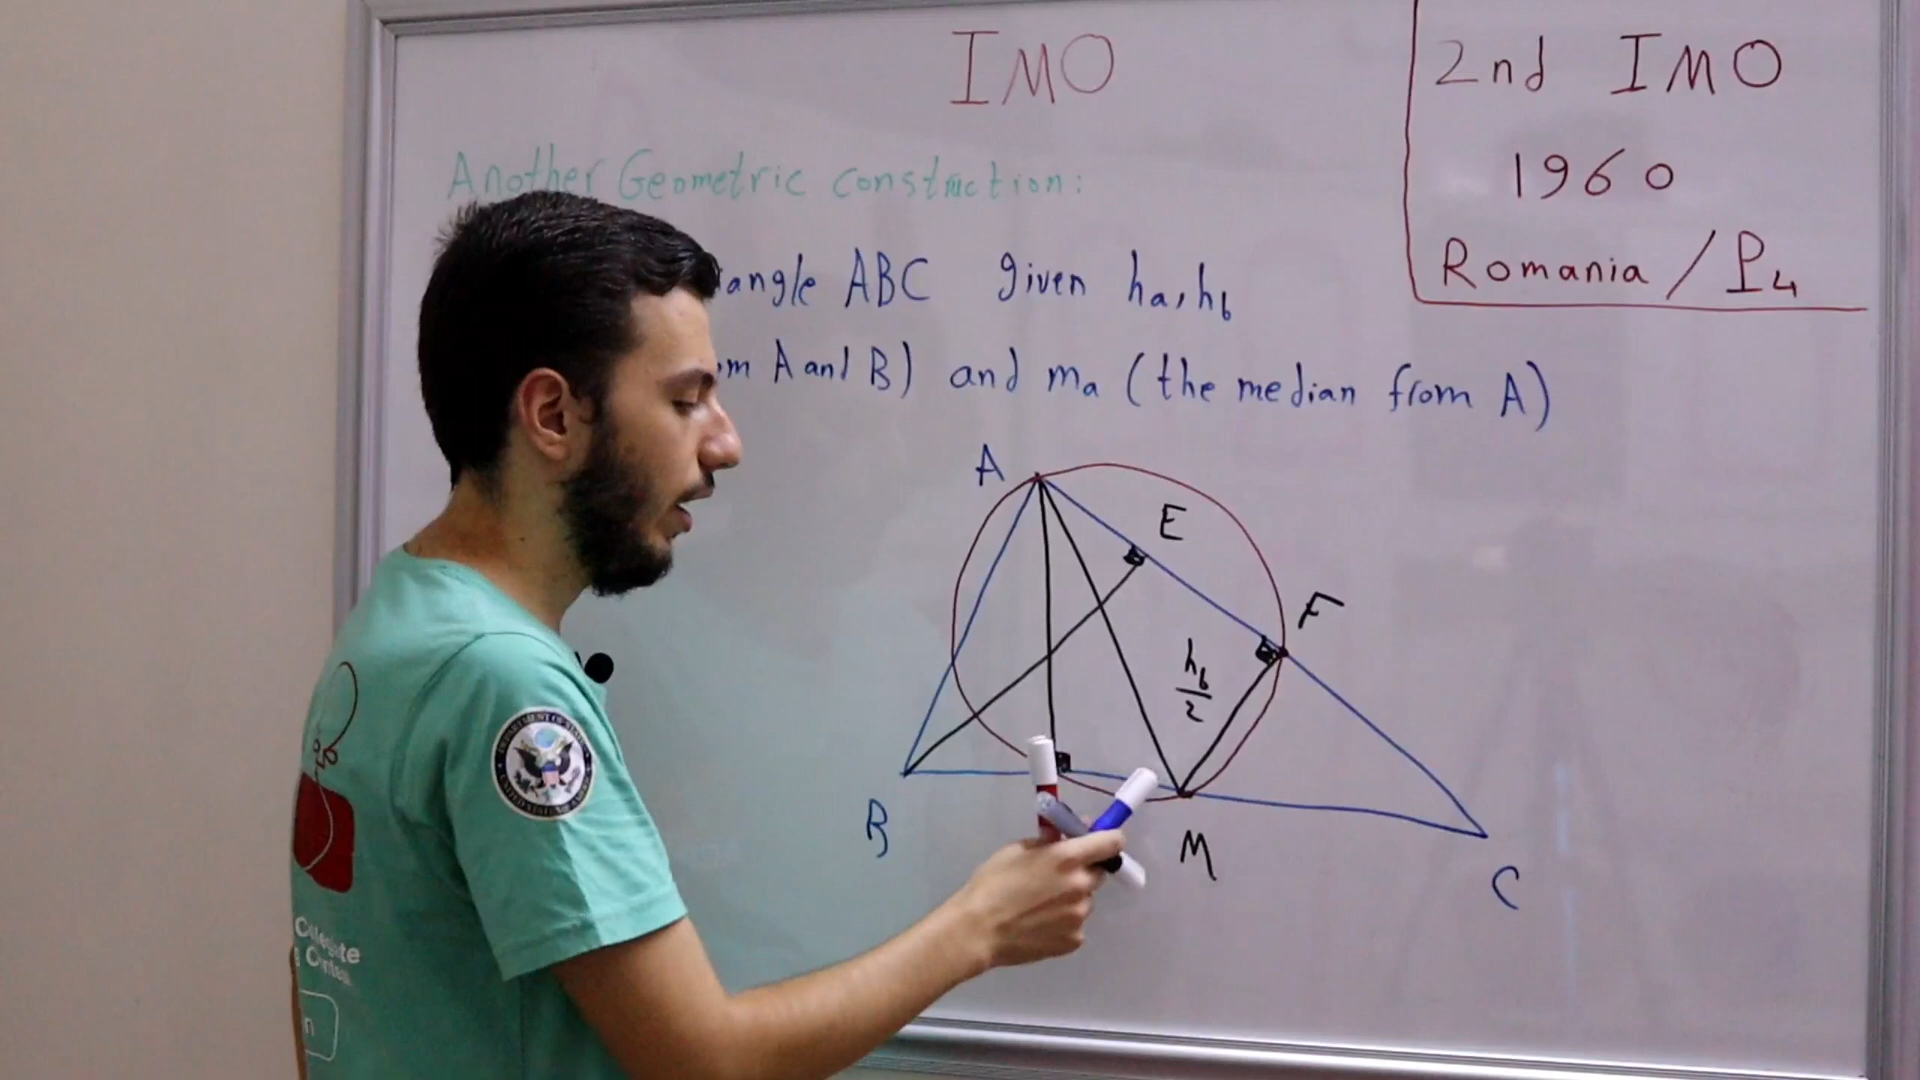 IMO
2nd IMO
1960
Romania / P4
Another Geometric construction:
angle ABC given ha, hb
m A and B) and ma (the median from A)
A
E
F
hb
2
B
M
C